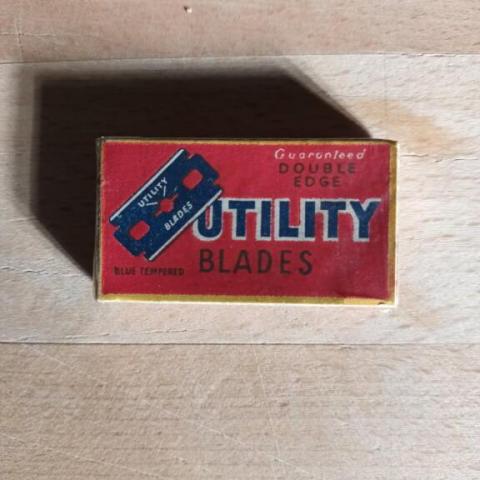 Guaranteed
DOUBLE
EDGE
UTILITY
BLADES
UTILITY
BLADES
BLUE TEMPERED